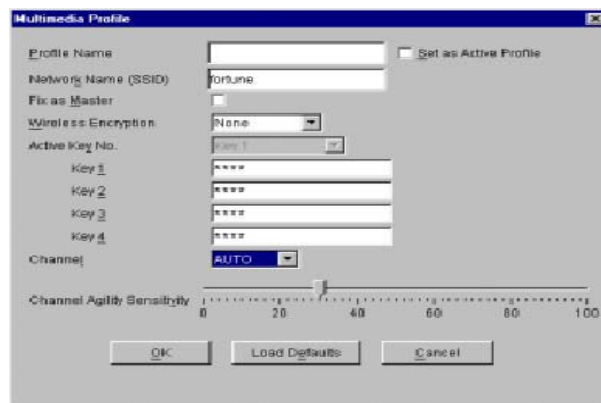 Multimedia Profile
Profile Name
Set as Active Profile
Network Name (SSID) fortune
Fix as Master
Wireless Encryption None
Active Key No. Key 1
Key 1 ****
Key 2 ****
Key 3 ****
Key 4 ****
Channel AUTO
Channel Agility Sensitivity
0 20 40 60 80 100
OK Load Defaults Cancel